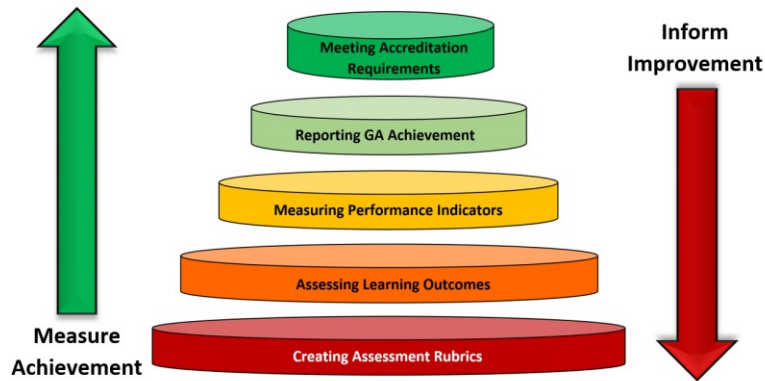 Meeting Accreditation
Requirements
Inform
Improvement
Reporting GA Achievement
Measuring Performance Indicators
Assessing Learning Outcomes
Measure
Achievement
Creating Assessment Rubrics